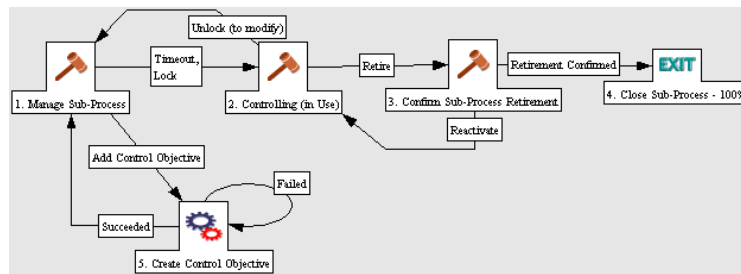 Unlock (to modify)
Timeout,
Lock
Retire
Retirement Confirmed
EXIT
1. Manage Sub-Process
2. Controlling (in Use)
3. Confirm Sub-Process Retirement
4. Close Sub-Process - 100%
Reactivate
Add Control Objective
Failed
Succeeded
5. Create Control Objective